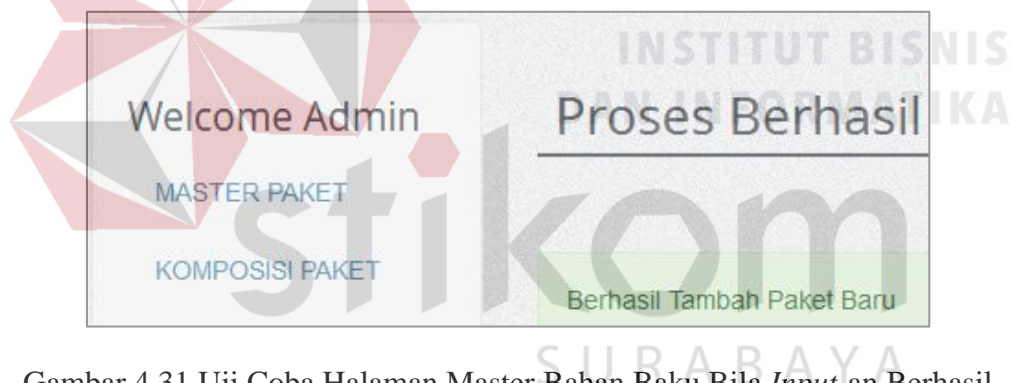 INSTITUT BISNIS
DAN INFORMATIKA
stikom
SURABAYA
Welcome Admin
MASTER PAKET
KOMPOSISI PAKET
Proses Berhasil
Berhasil Tambah Paket Baru
Gambar 4.31 Uji Coba Halaman Master Bahan Baku Bila Input-an Berhasil